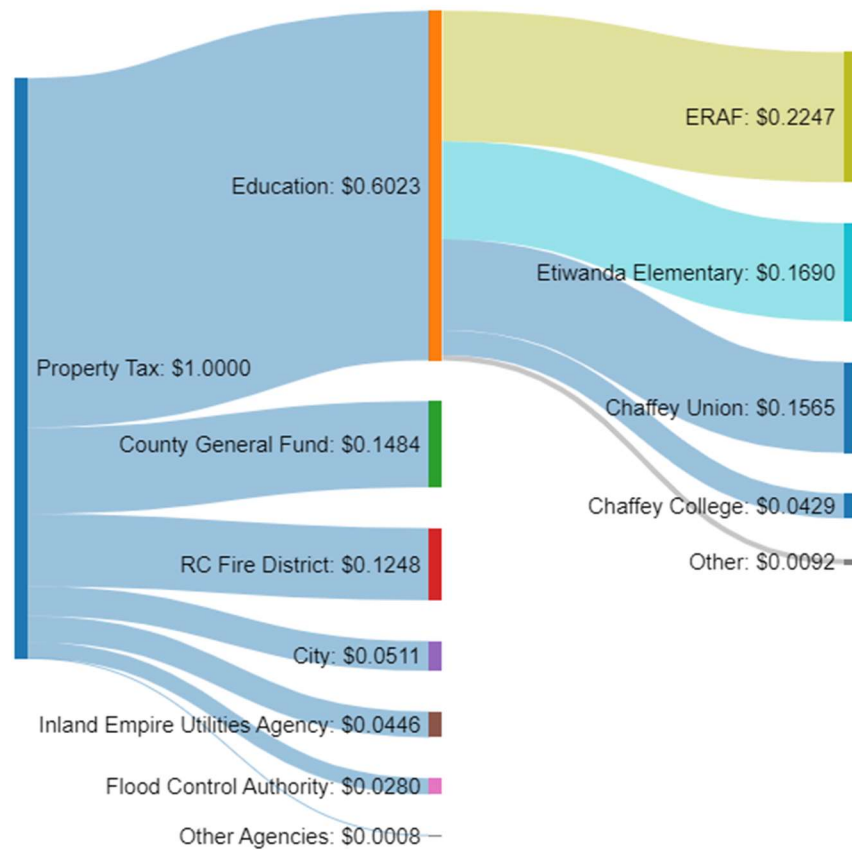 ERAF: $0.2247
Education: $0.6023
Etiwanda Elementary: $0.1690
Property Tax: $1.0000
Chaffey Union: $0.1565
County General Fund: $0.1484
Chaffey College: $0.0429
RC Fire District: $0.1248
Other: $0.0092
City: $0.0511
Inland Empire Utilities Agency: $0.0446
Flood Control Authority: $0.0280
Other Agencies: $0.0008